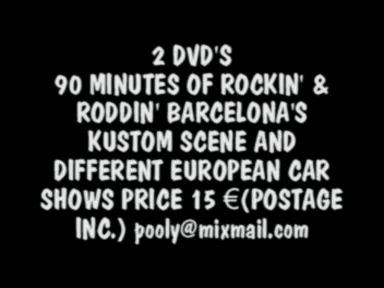 2 DVD'S
90 MINUTES OF ROCKIN' &
RODDIN' BARCELONA'S
KUSTOM SCENE AND
DIFFERENT EUROPEAN CAR
SHOWS PRICE 15 €(POSTAGE
INC.) pooly@mixmail.com